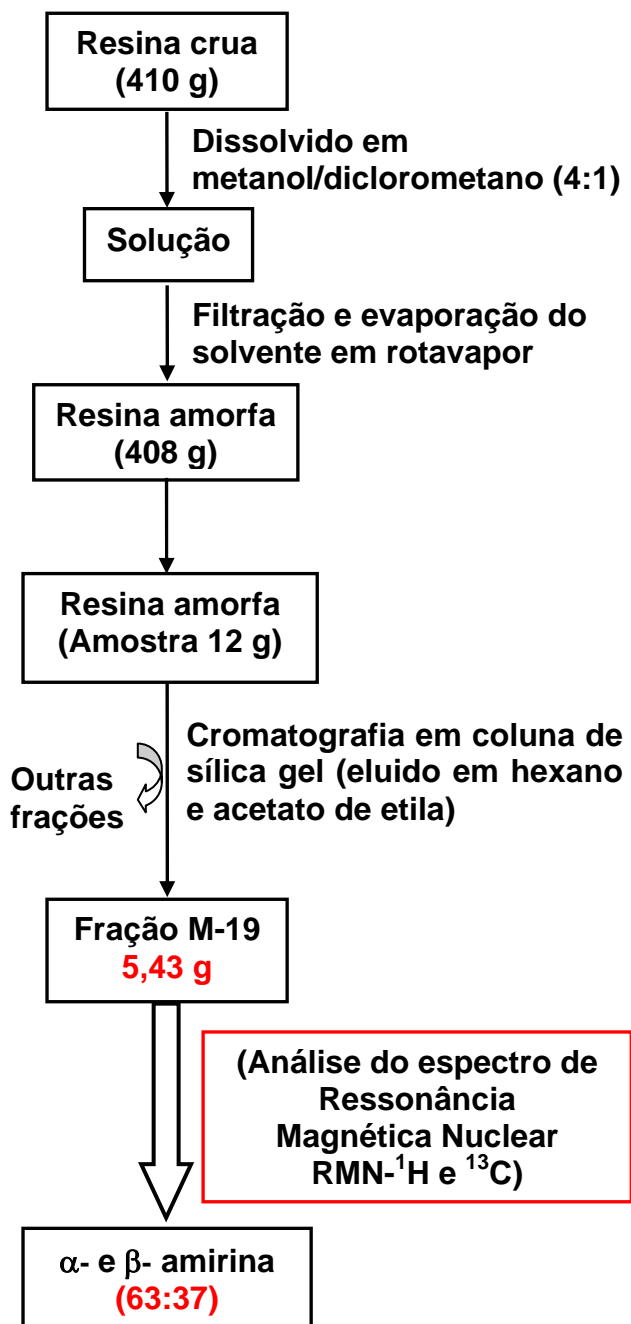 Resina crua
(410 g)
Dissolvido em
metanol/diclorometano (4:1)
Solução
Filtração e evaporação do
solvente em rotavapor
Resina amorfa
(408 g)
Resina amorfa
(Amostra 12 g)
Cromatografia em coluna de
sílica gel (eluido em hexano
e acetato de etila)
Outras
frações
Fração M-19
5,43 g
(Análise do espectro de
Ressonância
Magnética Nuclear
RMN-¹H e ¹³C)
α- e β- amirina
(63:37)